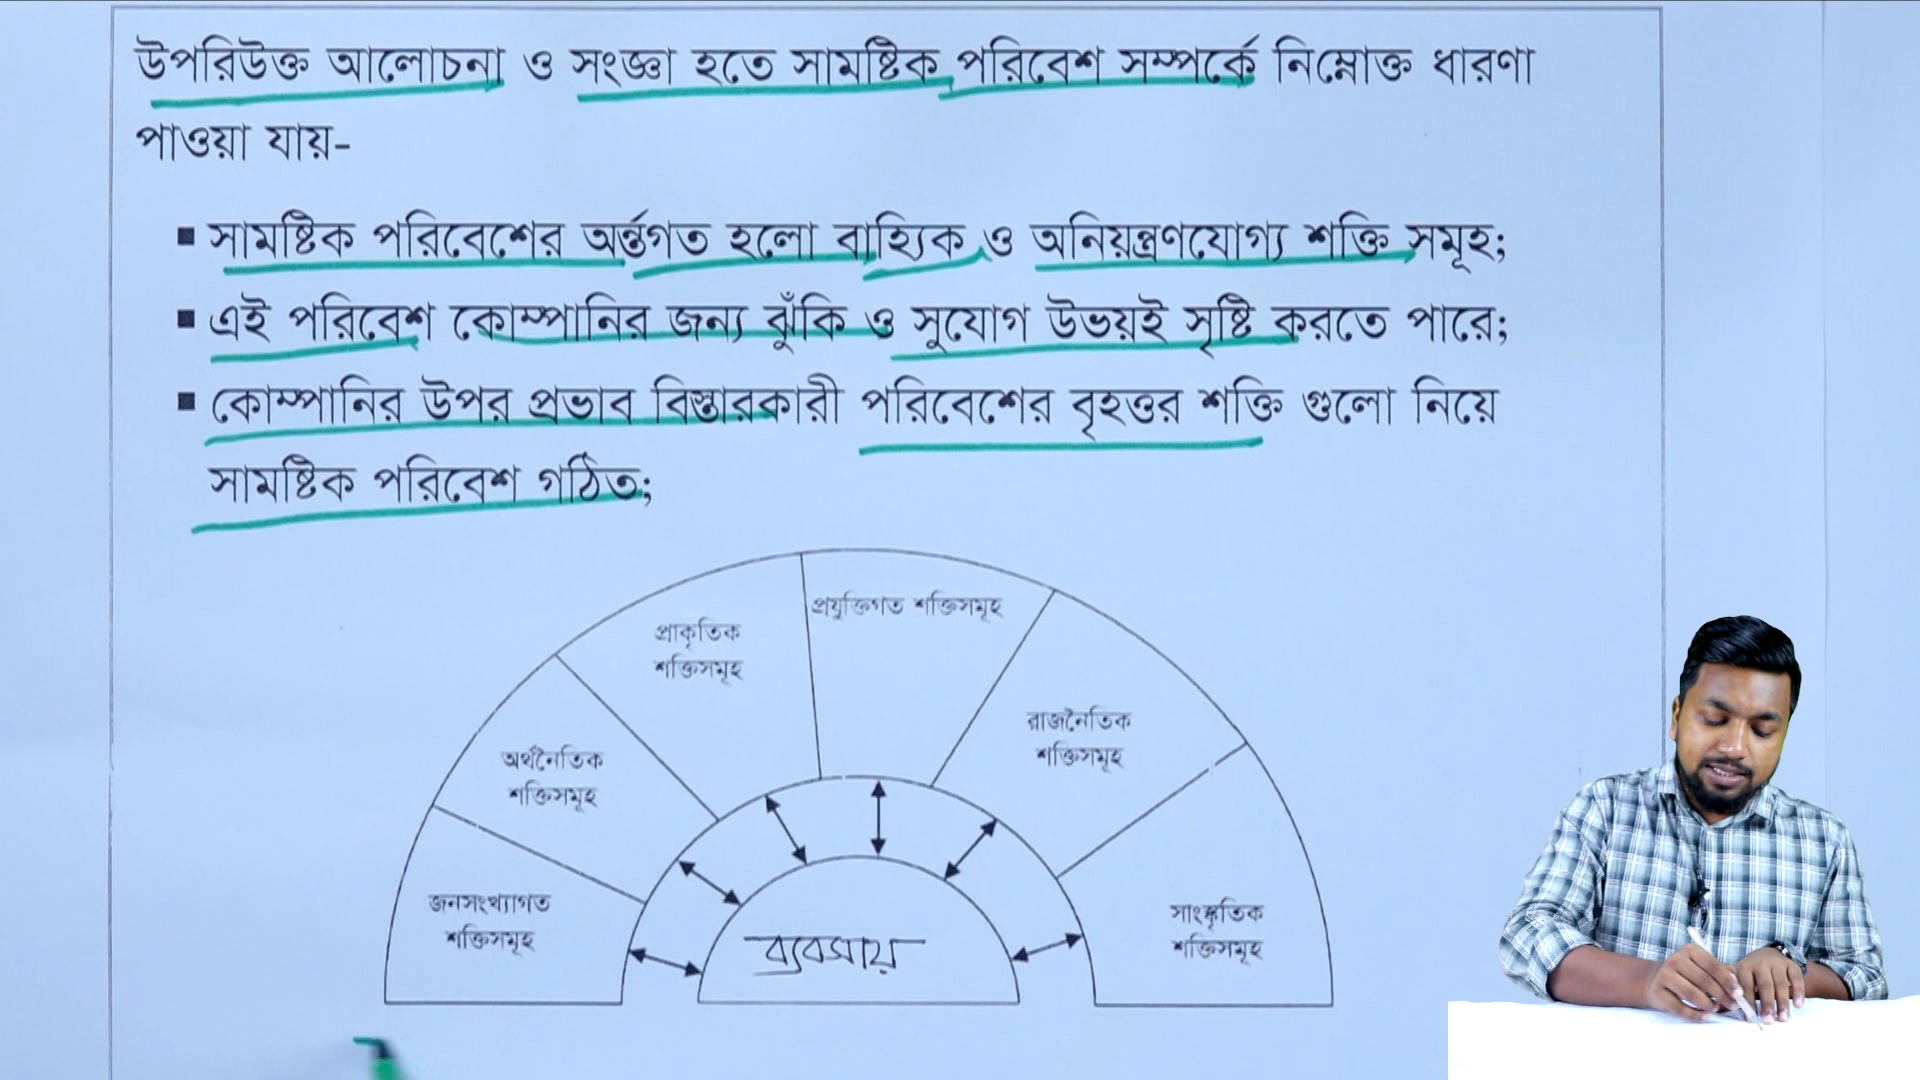 উপরিউক্ত আলোচনা ও সংজ্ঞা হতে সামষ্টিক পরিবেশ সম্পর্কে নিম্নোক্ত ধারণা
পাওয়া যায়-
▪ সামষ্টিক পরিবেশের অর্ন্তগত হলো বাহ্যিক ও অনিয়ন্ত্রণযোগ্য শক্তি সমূহ;
▪ এই পরিবেশ কোম্পানির জন্য ঝুঁকি ও সুযোগ উভয়ই সৃষ্টি করতে পারে;
▪ কোম্পানির উপর প্রভাব বিস্তারকারী পরিবেশের বৃহত্তর শক্তি গুলো নিয়ে
সামষ্টিক পরিবেশ গঠিত;
প্রযুক্তিগত শক্তিসমূহ
প্রাকৃতিক
শক্তিসমূহ
রাজনৈতিক
শক্তিসমূহ
অর্থনৈতিক
শক্তিসমূহ
জনসংখ্যাগত
শক্তিসমূহ
সাংস্কৃতিক
শক্তিসমূহ
ব্যবসায়